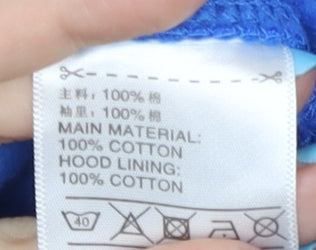 主料: 100% 棉
袖里: 100% 棉
MAIN MATERIAL:
100% COTTON
HOOD LINING:
100% COTTON
40